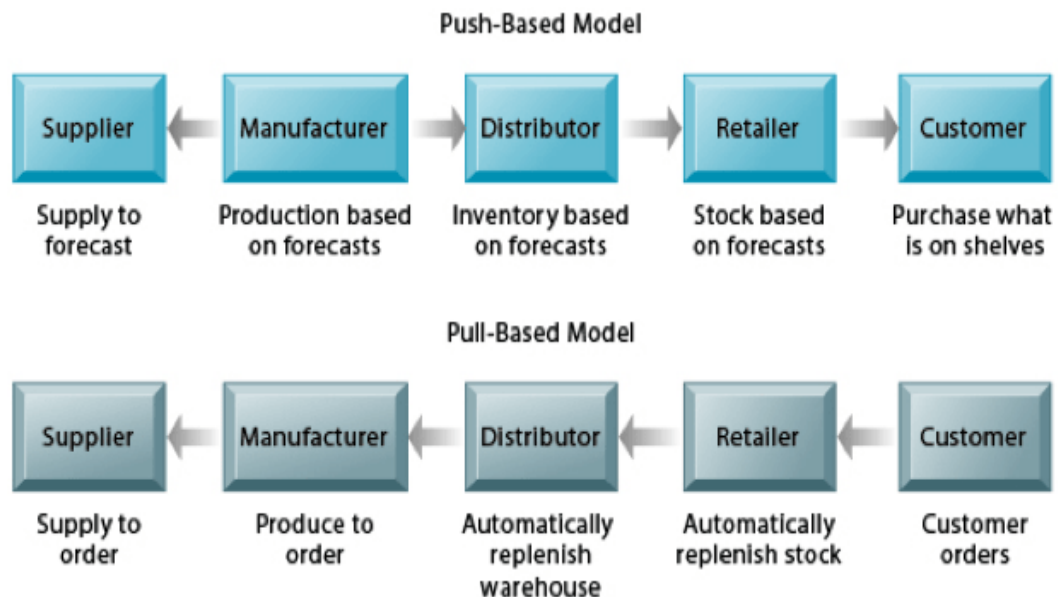 Push-Based Model
Supplier Manufacturer Distributor Retailer Customer
Supply to Production based Inventory based Stock based Purchase what
forecast on forecasts on forecasts on forecasts is on shelves
Pull-Based Model
Supplier Manufacturer Distributor Retailer Customer
Supply to Produce to Automatically Automatically Customer
order order replenish replenish stock orders
warehouse